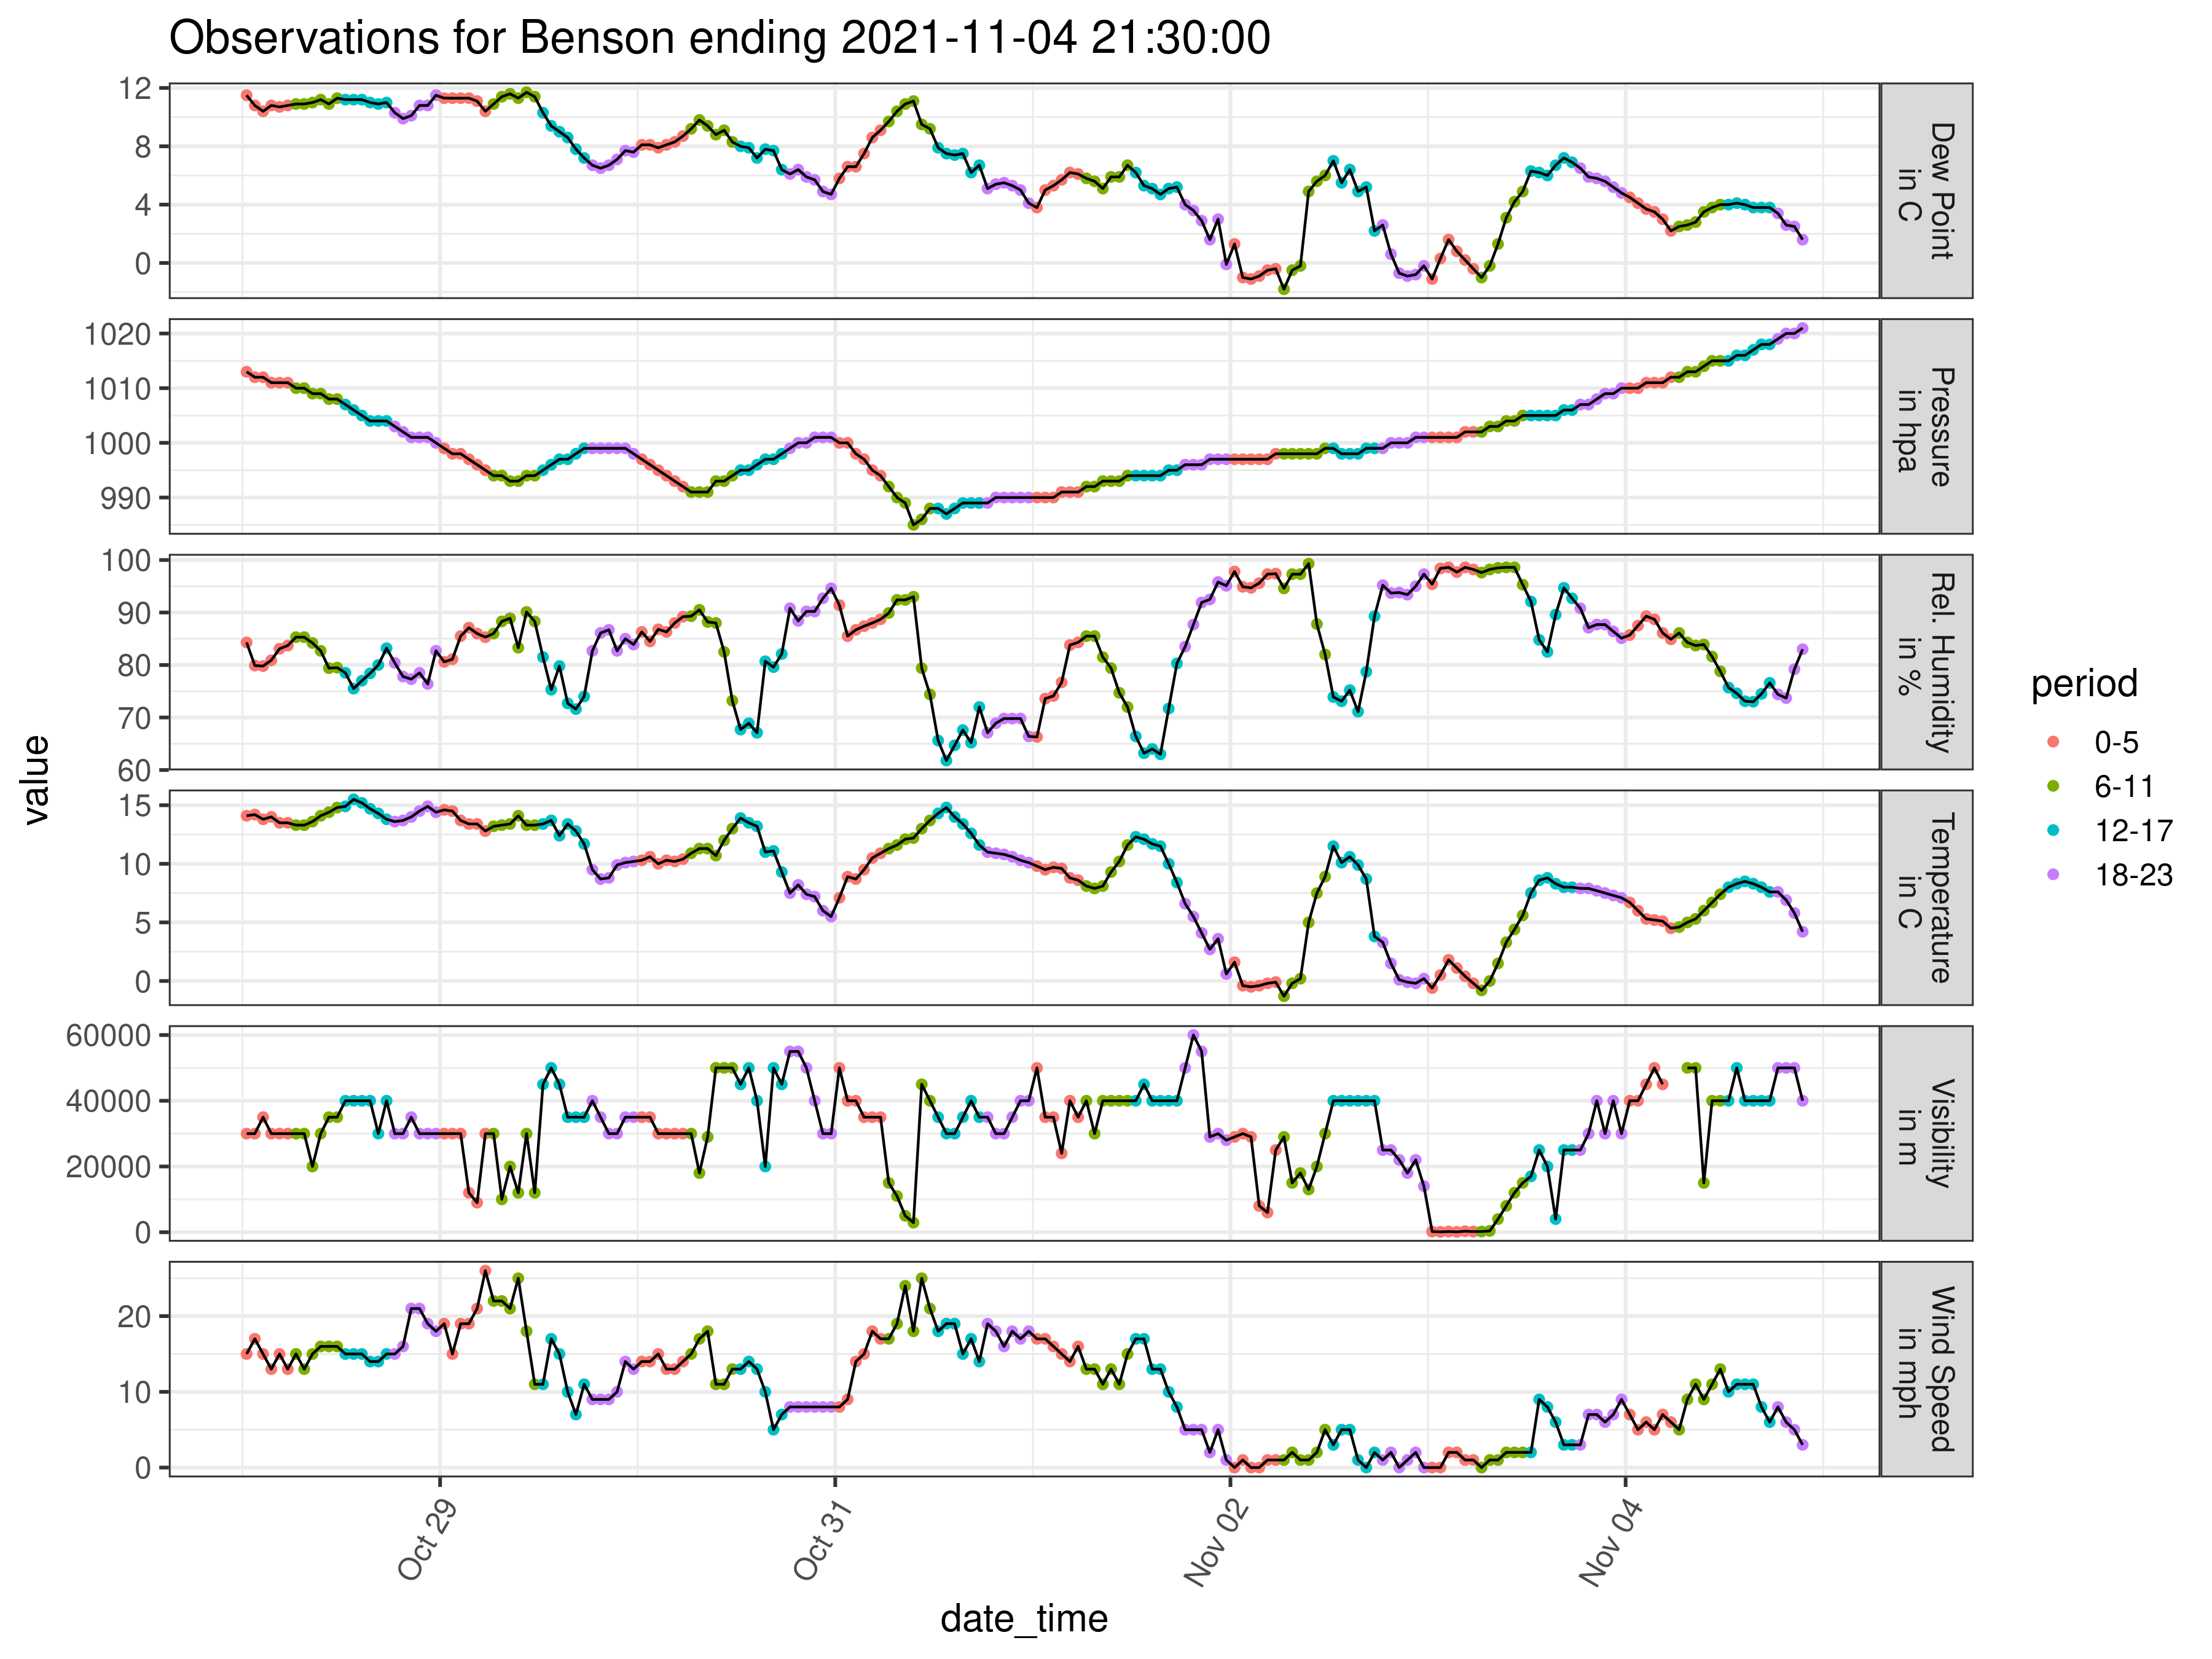 Observations for Benson ending 2021-11-04 21:30:00
value
12
8
4
0
Dew Point
in C
1020
1010
1000
990
Pressure
in hpa
100
90
80
70
60
Rel. Humidity
in %
15
10
5
0
Temperature
in C
60000
40000
20000
0
Visibility
in m
20
10
0
Wind Speed
in mph
Oct 29
Oct 31
Nov 02
Nov 04
date_time
period
0-5
6-11
12-17
18-23